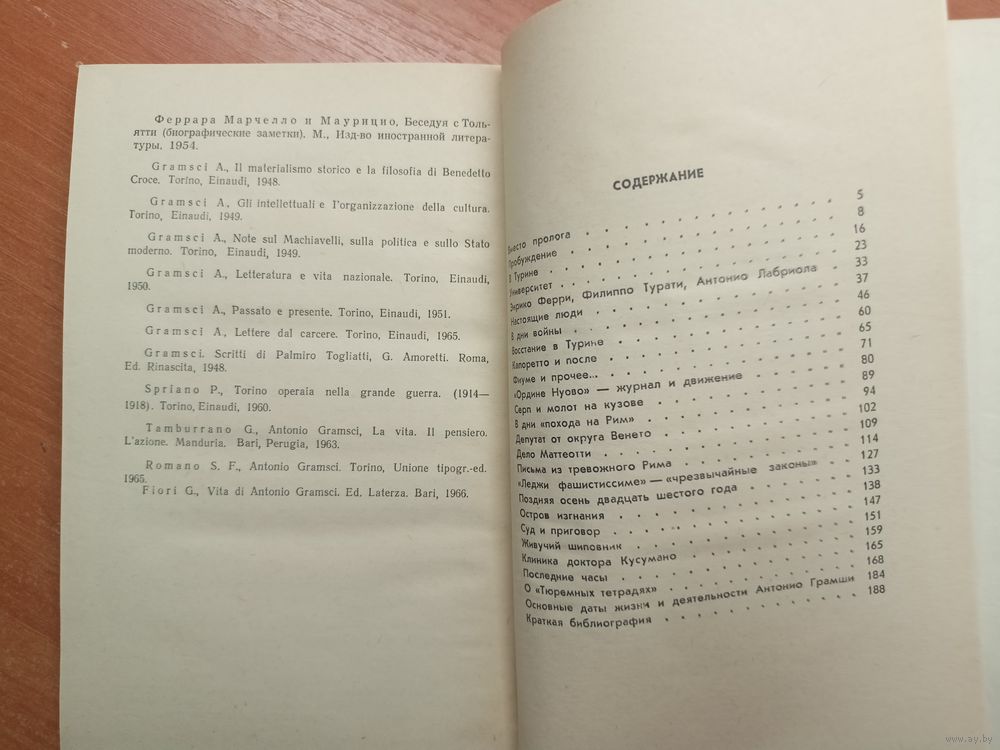 Феррара Марчелло и Маурицио, Беседуя с Толь-
ятти (биографические заметки). М., Изд-во иностранной литера-
туры. 1954.
Gramsci A., Il materialismo storico e la filosofia di Benedetto
Croce. Torino, Einaudi, 1948.
Gramsci A., Gli intellettuali e l'organizzazione della cultura.
Torino, Einaudi, 1949.
Gramsci A., Note sul Machiavelli, sulla politica e sullo Stato
moderno. Torino, Einaudi, 1949.
Gramsci A., Letteratura e vita nazionale. Torino, Einaudi,
1950.
Gramsci A., Passato e presente. Torino, Einaudi, 1951.
Gramsci A., Lettere dal carcere. Torino, Einaudi, 1965.
Gramsci. Scritti di Palmiro Togliatti, G. Amoretti. Roma,
Ed. Rinascita, 1948.
Spriano P., Torino operaia nella grande guerra. (1914—
1918). Torino, Einaudi, 1960.
Tamburrano G., Antonio Gramsci, La vita. Il pensiero.
L'azione. Manduria. Bari, Perugia, 1963.
Romano S. F., Antonio Gramsci. Torino, Unione tipogr.-ed.
1965.
Fiori G., Vita di Antonio Gramsci. Ed. Laterza. Bari, 1966.
СОДЕРЖАНИЕ
Вместо пролога . . . . . . . . . . 5
Пробуждение . . . . . . . . . . 8
В Турине . . . . . . . . . . 16
Университет . . . . . . . . . . 23
Энрико Ферри, Филиппо Турати, Антонио Лабриола . 33
Настоящие люди . . . . . . . . . . 37
В дни войны . . . . . . . . . . 46
Восстание в Турине . . . . . . . . . 60
Капоретто и после . . . . . . . . . 65
Фиуме и прочее... . . . . . . . . . 71
«Ордине Нуово» — журнал и движение . . . . . 80
Серп и молот на кузове . . . . . . . . 89
В дни «похода на Рим» . . . . . . . . 94
Депутат от округа Венето . . . . . . . . 102
Дело Маттеотти . . . . . . . . . . 109
Письма из тревожного Рима . . . . . . . 114
«Леджи фашистиссиме» — «чрезвычайные законы» . 127
Поздняя осень двадцать шестого года . . . . . 133
Остров изгнания . . . . . . . . . . 138
Суд и приговор . . . . . . . . . . 147
Живучий шиповник . . . . . . . . . 151
Клиника доктора Кусумано . . . . . . . 159
Последние часы . . . . . . . . . . 165
О «Тюремных тетрадях» . . . . . . . . 168
Основные даты жизни и деятельности Антонио Грамши 184
Краткая библиография . . . . . . . . 188
www.ay.by